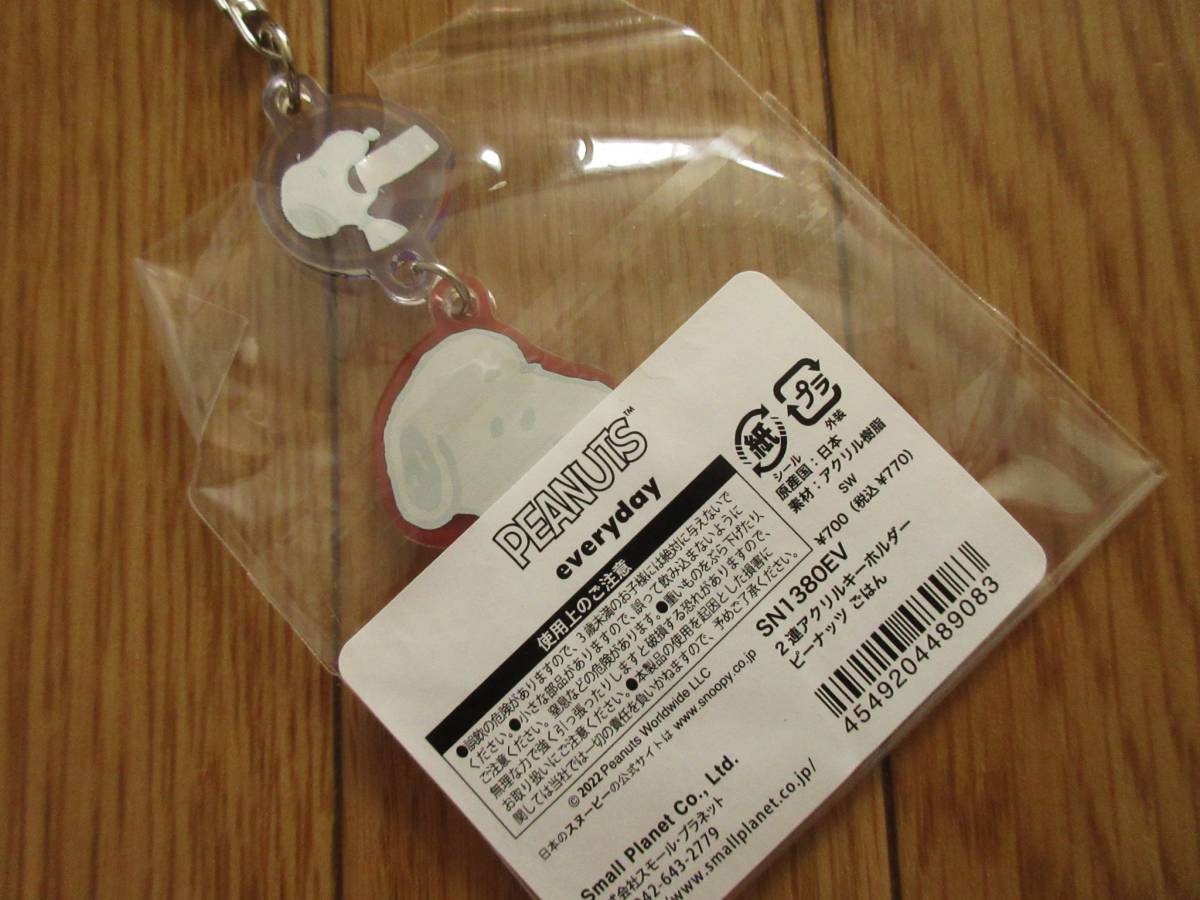 PEANUTS™
everyday
使用上のご注意
●誤飲の危険がありますので、3歳未満のお子様には絶対に与えないで
ください。●小さな部品がありますので、誤って飲み込まないように
ご注意ください。窒息などの危険があります。●重いものをぶら下げたり、
無理な力で強く引っ張ったりしますと破損する恐れがありますので、
お取り扱いにご注意ください。●本製品の使用を起因とした損害に
関しては当社では一切の責任を負いかねますので、予めご了承ください。
© 2022 Peanuts Worldwide LLC
日本のスヌーピーの公式サイトは www.snoopy.co.jp
紙
シール
プラ
外装
原産国：日本
素材：アクリル樹脂
SW
¥700（税込 ¥770）
SN1380EV
2連アクリルキーホルダー
ピーナッツ ごはん
4549204489083
Small Planet Co., Ltd.
式会社スモール・プラネット
042-643-2779
/www.smallplanet.co.jp/